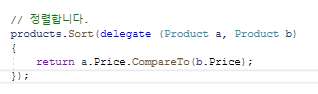 // 정렬합니다.
products.Sort(delegate (Product a, Product b)
{
    return a.Price.CompareTo(b.Price);
});